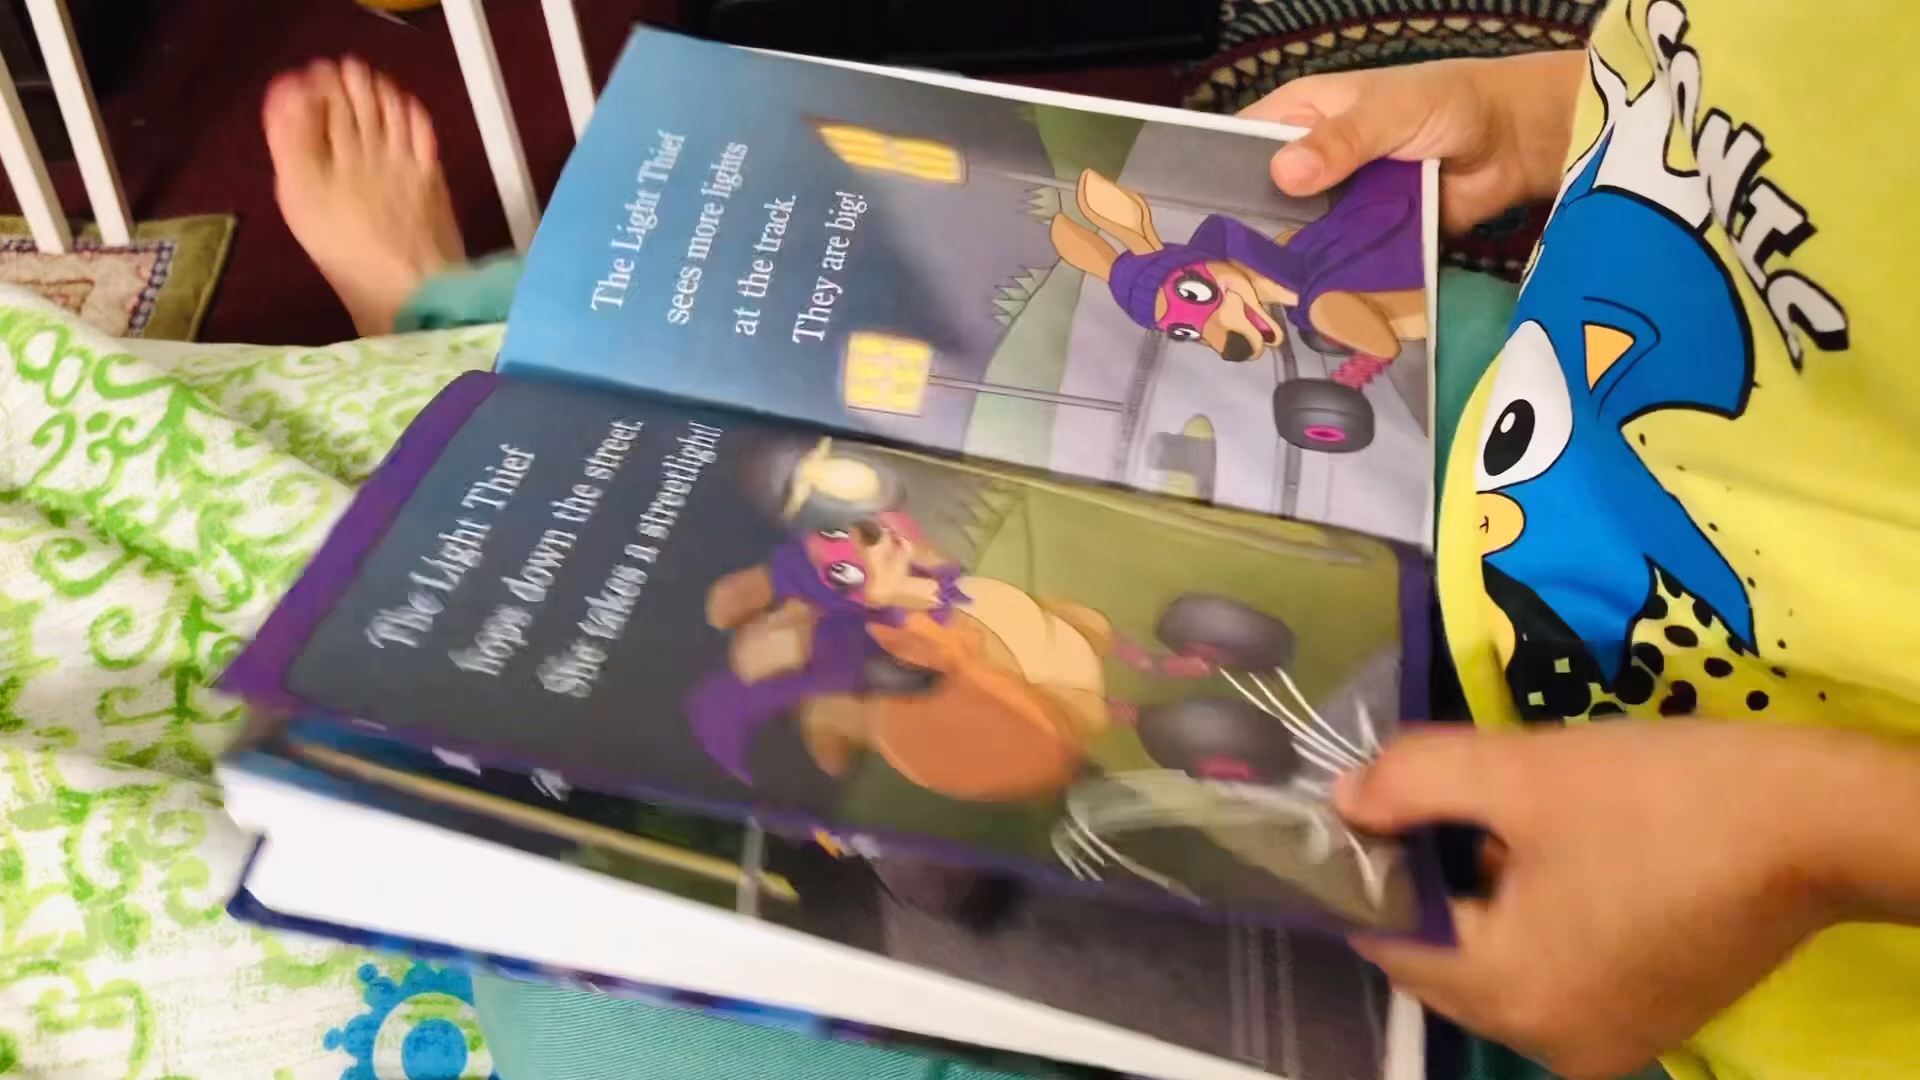 The Light Thief
hops down the street.
She takes a streetlight!
The Light Thief
sees more lights
at the track.
They are big!
SONIC